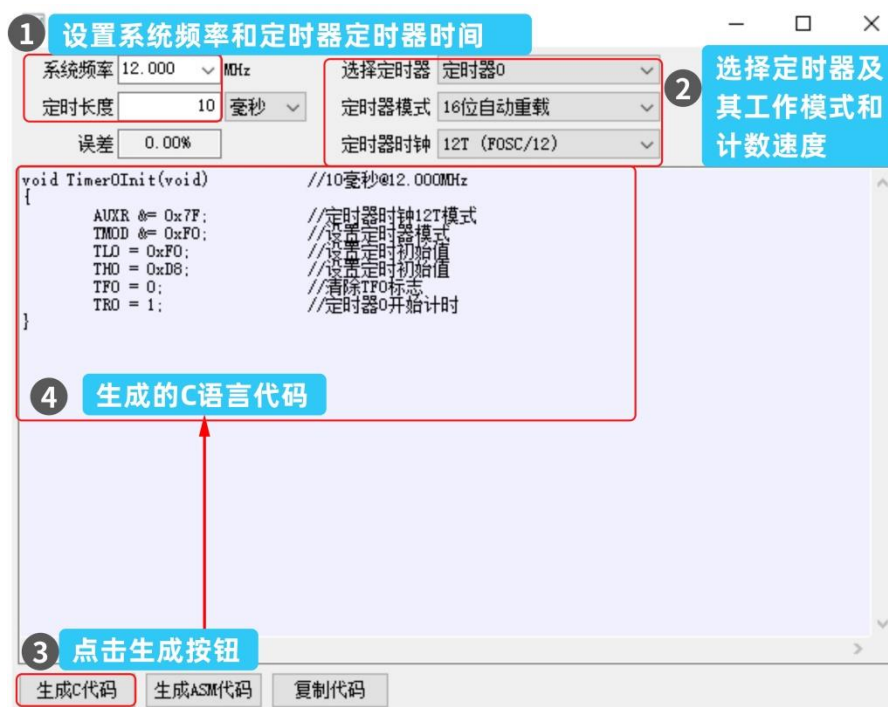 1 设置系统频率和定时器定时器时间
系统频率 12.000 MHz
定时长度 10 毫秒
误差 0.00%
选择定时器 定时器0
定时器模式 16位自动重载
定时器时钟 12T (FOSC/12)
2 选择定时器及
其工作模式和
计数速度
void Timer0Init(void) //10毫秒@12.000MHz
{
AUXR &= 0x7F; //定时器时钟12T模式
TMOD &= 0xF0; //设置定时器模式
TL0 = 0xF0; //设置定时初始值
TH0 = 0xD8; //设置定时初始值
TF0 = 0; //清除TF0标志
TR0 = 1; //定时器0开始计时
}
4 生成的C语言代码
3 点击生成按钮
生成C代码 生成ASM代码 复制代码